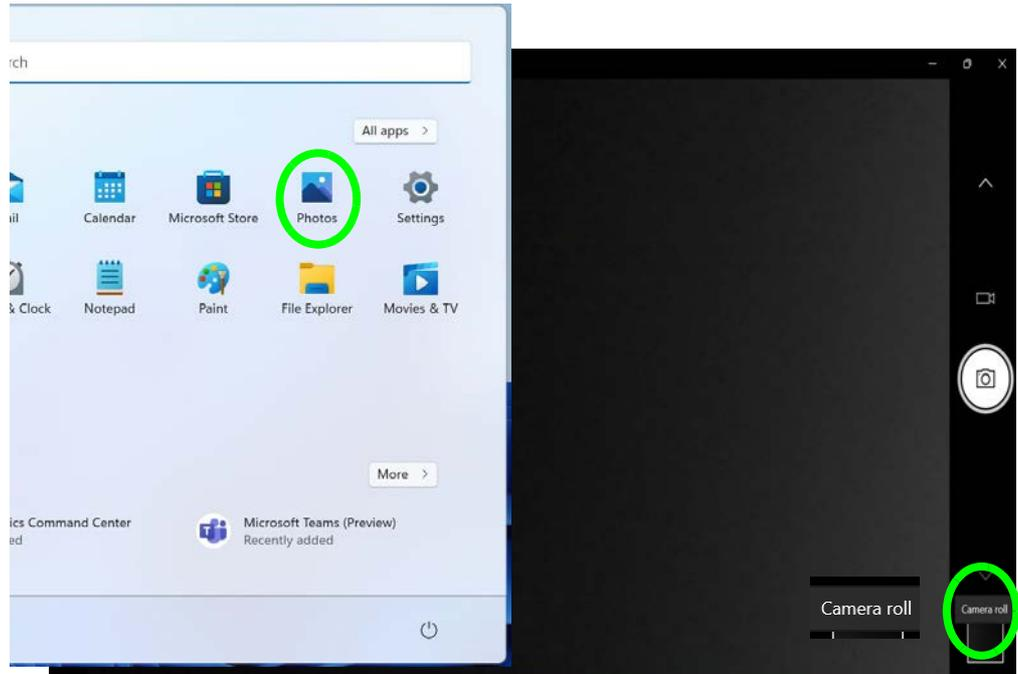 rch
All apps >
il
Calendar
Microsoft Store
Photos
Settings
& Clock
Notepad
Paint
File Explorer
Movies & TV
More >
ics Command Center
ed
Microsoft Teams (Preview)
Recently added
Camera roll
Camera roll